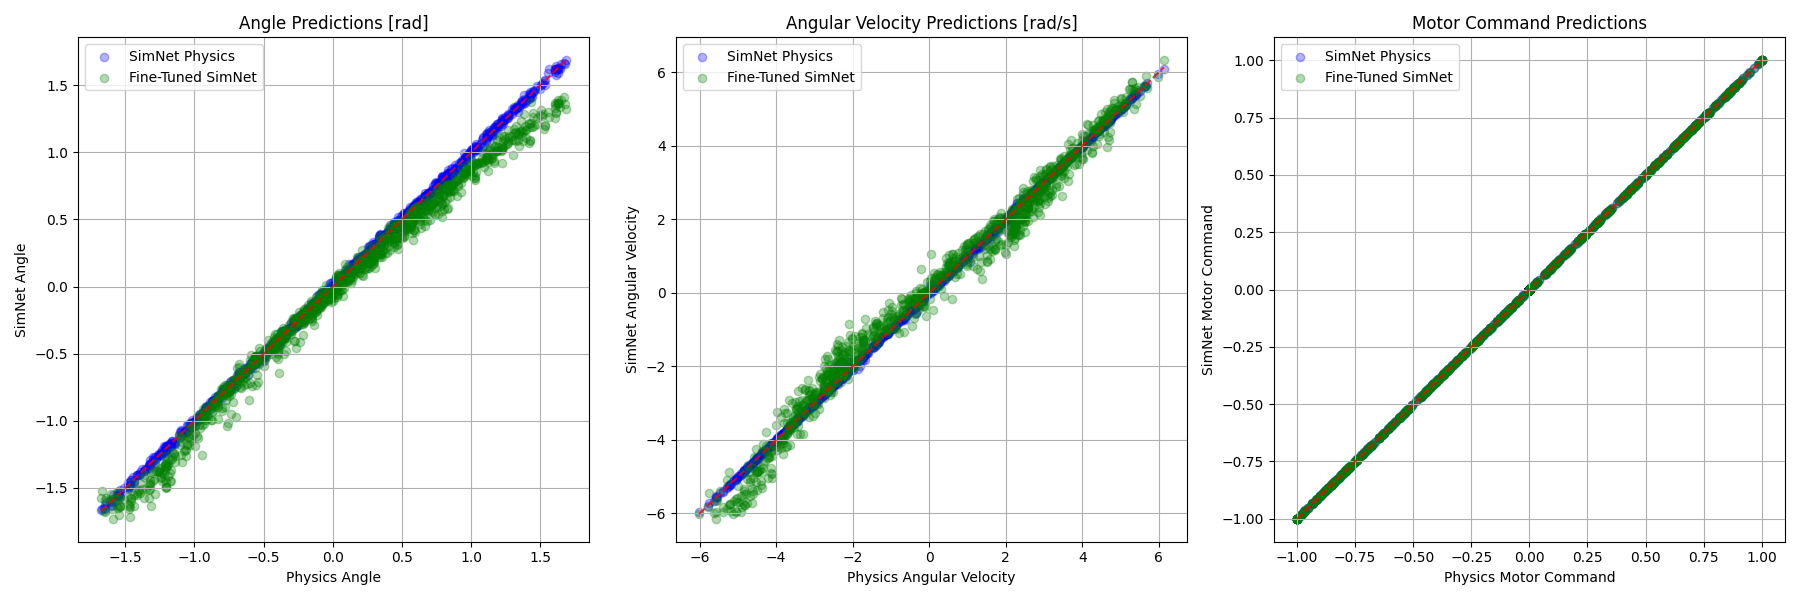 Angle Predictions [rad]
SimNet Physics
Fine-Tuned SimNet
1.5
1.0
0.5
0.0
−0.5
−1.0
−1.5
SimNet Angle
−1.5 −1.0 −0.5 0.0 0.5 1.0 1.5
Physics Angle
Angular Velocity Predictions [rad/s]
SimNet Physics
Fine-Tuned SimNet
6
4
2
0
−2
−4
−6
SimNet Angular Velocity
−6 −4 −2 0 2 4 6
Physics Angular Velocity
Motor Command Predictions
SimNet Physics
Fine-Tuned SimNet
1.00
0.75
0.50
0.25
0.00
−0.25
−0.50
−0.75
−1.00
SimNet Motor Command
−1.00 −0.75 −0.50 −0.25 0.00 0.25 0.50 0.75 1.00
Physics Motor Command